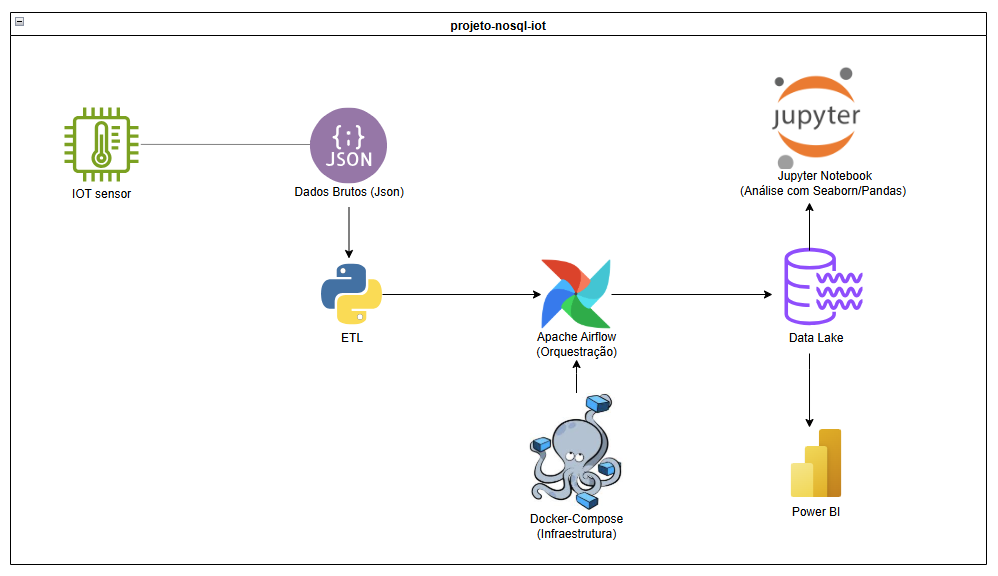 projeto-nosql-iot
IOT sensor
{;}
JSON
Dados Brutos (Json)
jupyter
Jupyter Notebook
(Análise com Seaborn/Pandas)
ETL
Apache Airflow
(Orquestração)
Data Lake
Docker-Compose
(Infraestrutura)
Power BI